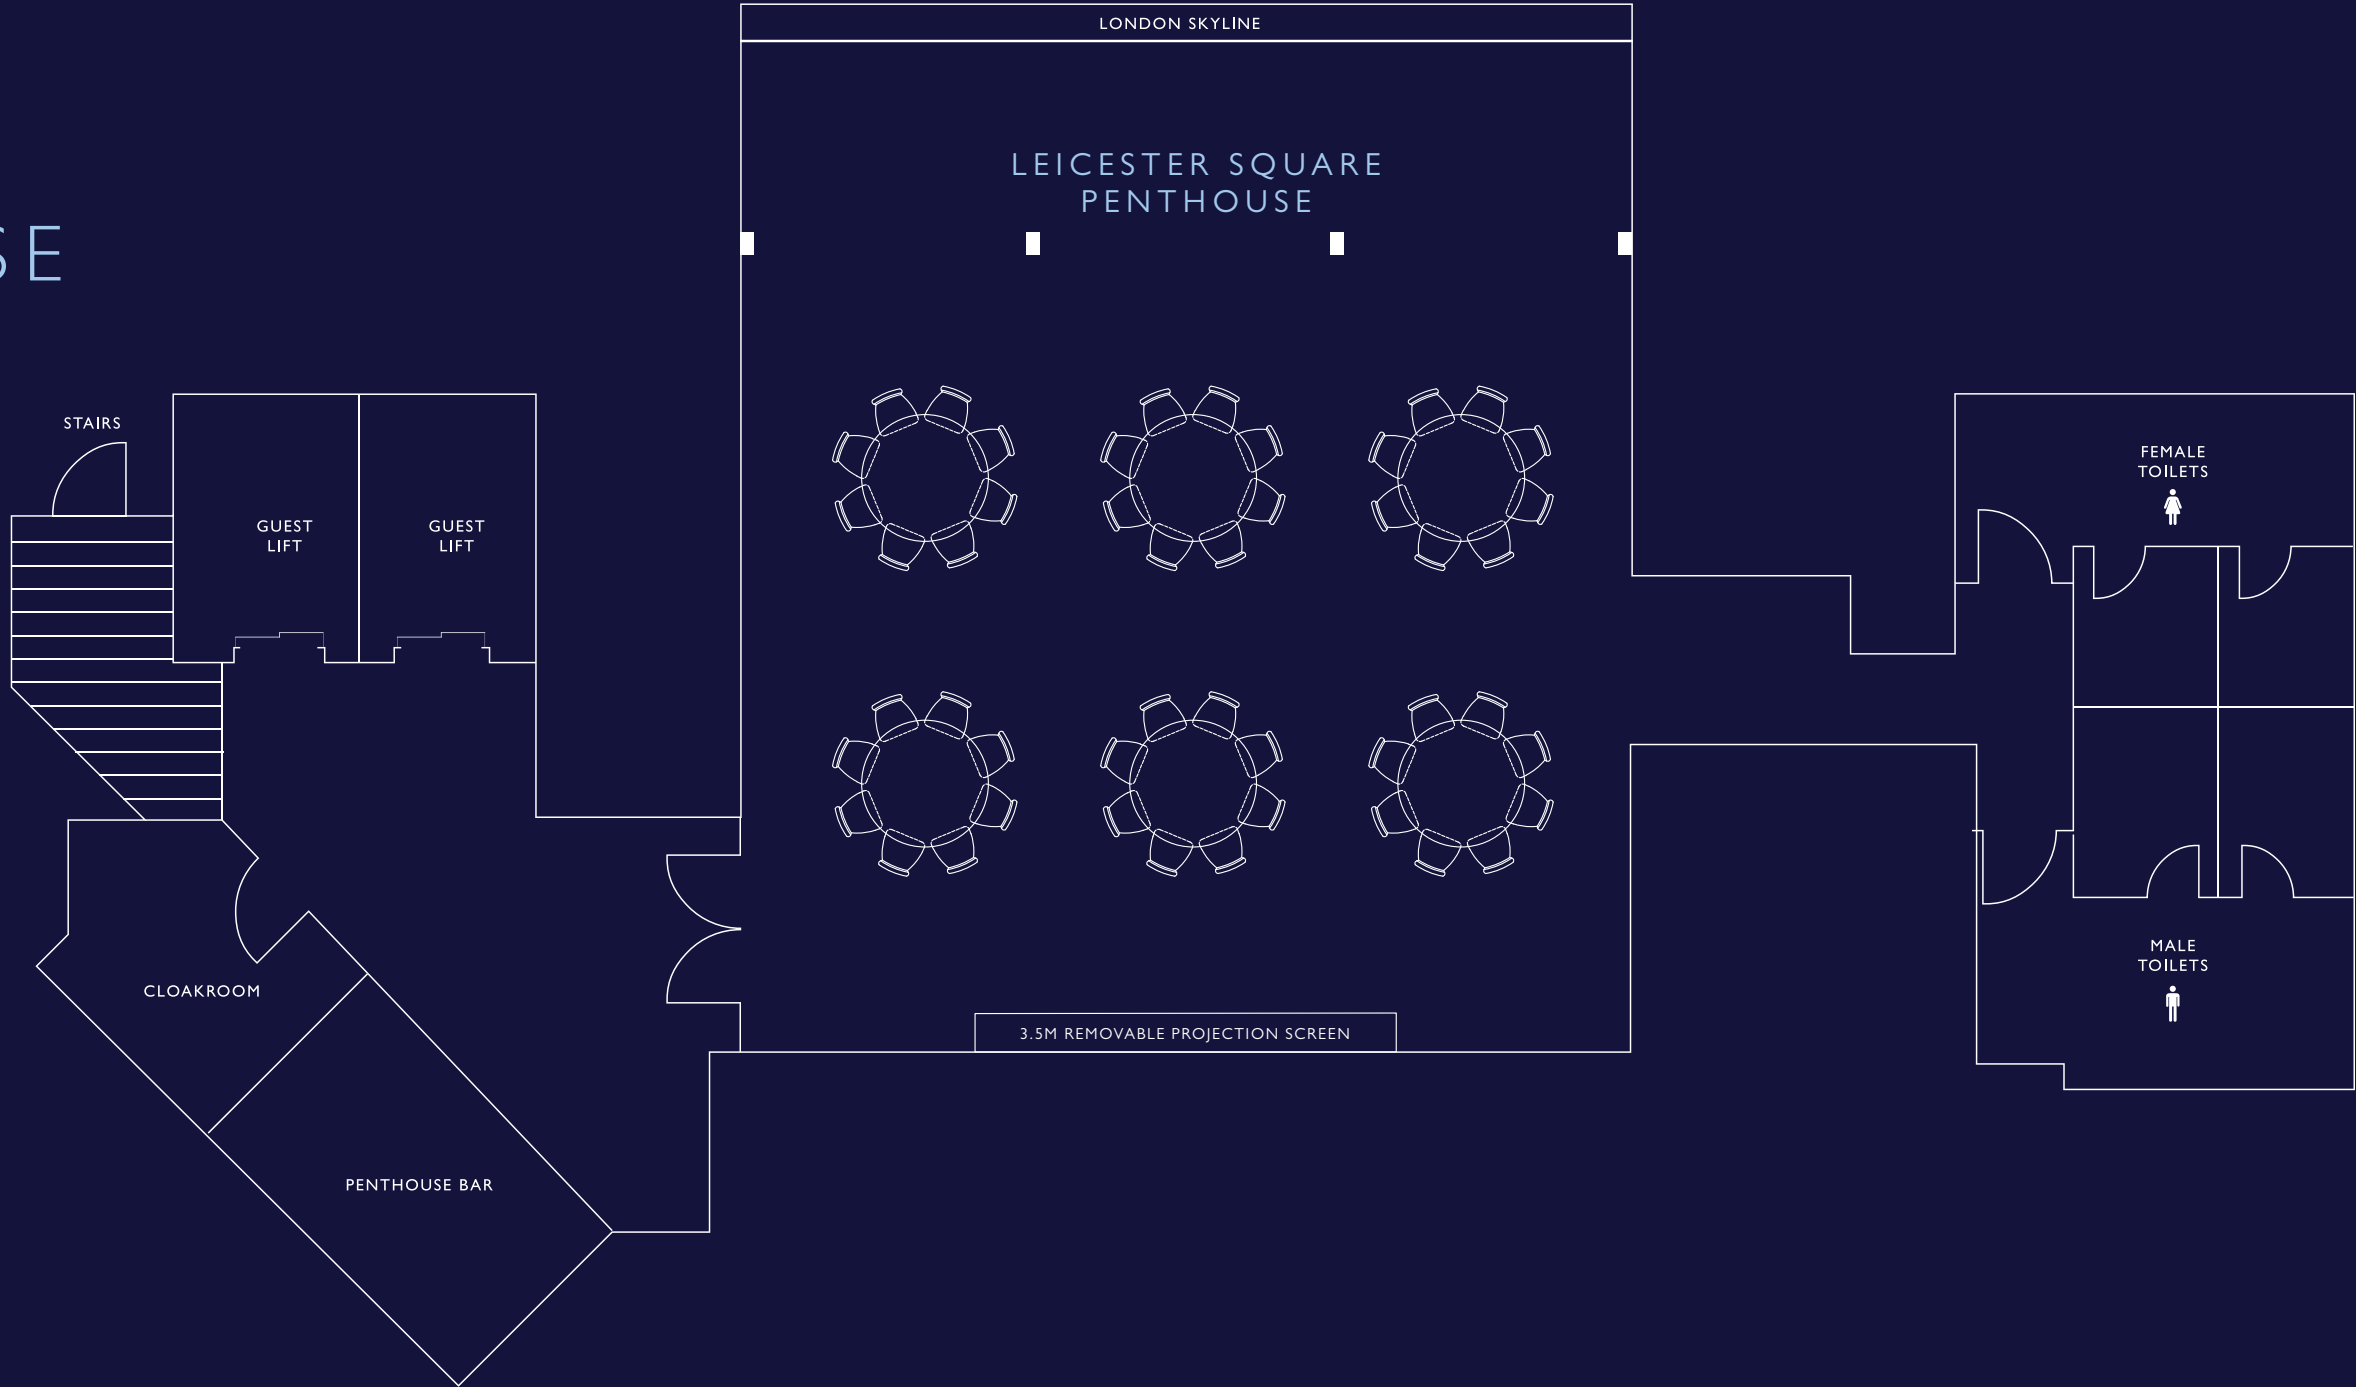 LONDON SKYLINE
LEICESTER SQUARE
PENTHOUSE
SE
STAIRS
GUEST
LIFT
GUEST
LIFT
FEMALE
TOILETS
CLOAKROOM
MALE
TOILETS
3.5M REMOVABLE PROJECTION SCREEN
PENTHOUSE BAR